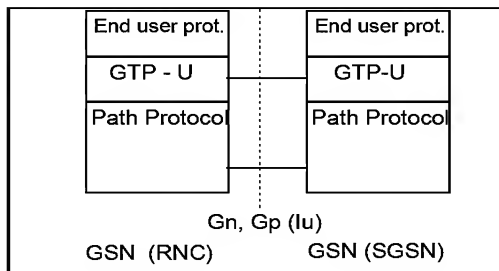 End user prot. End user prot.
GTP - U GTP-U
Path Protocol Path Protocol
Gn, Gp (Iu)
GSN (RNC) GSN (SGSN)